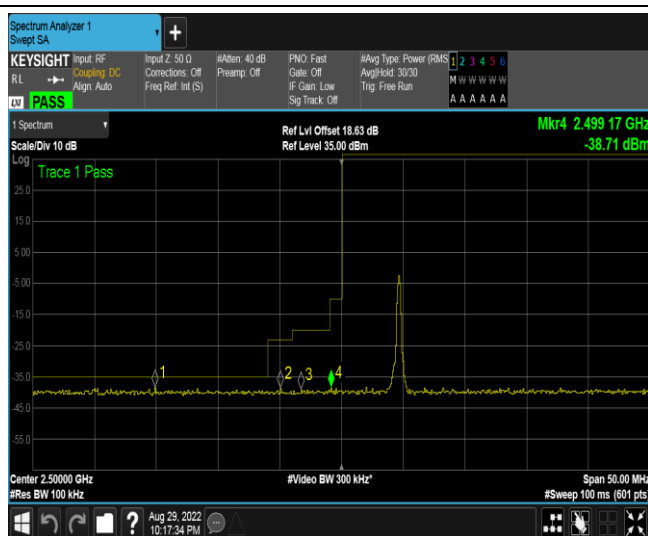 Spectrum Analyzer 1
Swept SA
+
KEYSIGHT
RL
PASS
Input: RF
Coupling: DC
Align: Auto
Input Z: 50 Ω
Corrections: Off
Freq Ref: Int (S)
#Atten: 40 dB
Preamp: Off
PNO: Fast
Gate: Off
IF Gain: Low
Sig Track: Off
#Avg Type: Power (RMS
Avg|Hold: 30/30
Trig: Free Run
1 2 3 4 5 6
M W W W W W
A A A A A A
1 Spectrum
Scale/Div 10 dB
Ref Lvl Offset 18.63 dB
Ref Level 35.00 dBm
Mkr4 2.499 17 GHz
-38.71 dBm
Log
Trace 1 Pass
25.0
15.0
5.00
-5.00
-15.0
-25.0
-35.0
-45.0
-55.0
1
2
3
4
Center 2.50000 GHz
#Res BW 100 kHz
#Video BW 300 kHz*
Span 50.00 MHz
#Sweep 100 ms (601 pts)
?
Aug 29, 2022
10:17:34 PM